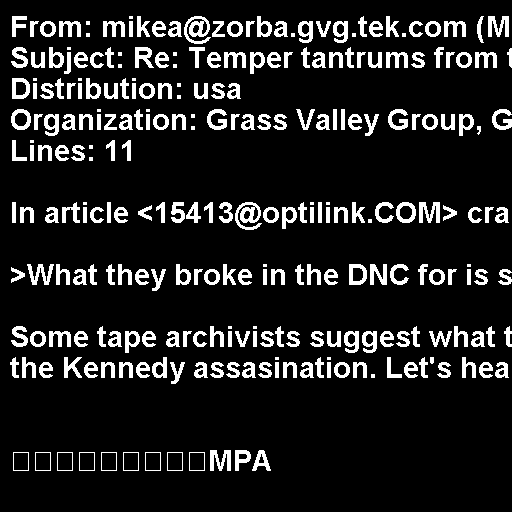 From: mikea@zorba.gvg.tek.com (M
Subject: Re: Temper tantrums from t
Distribution: usa
Organization: Grass Valley Group, G
Lines: 11
In article <15413@optilink.COM> cra
>What they broke in the DNC for is s
Some tape archivists suggest what t
the Kennedy assasination. Let's hea
□□□□□□□□□MPA